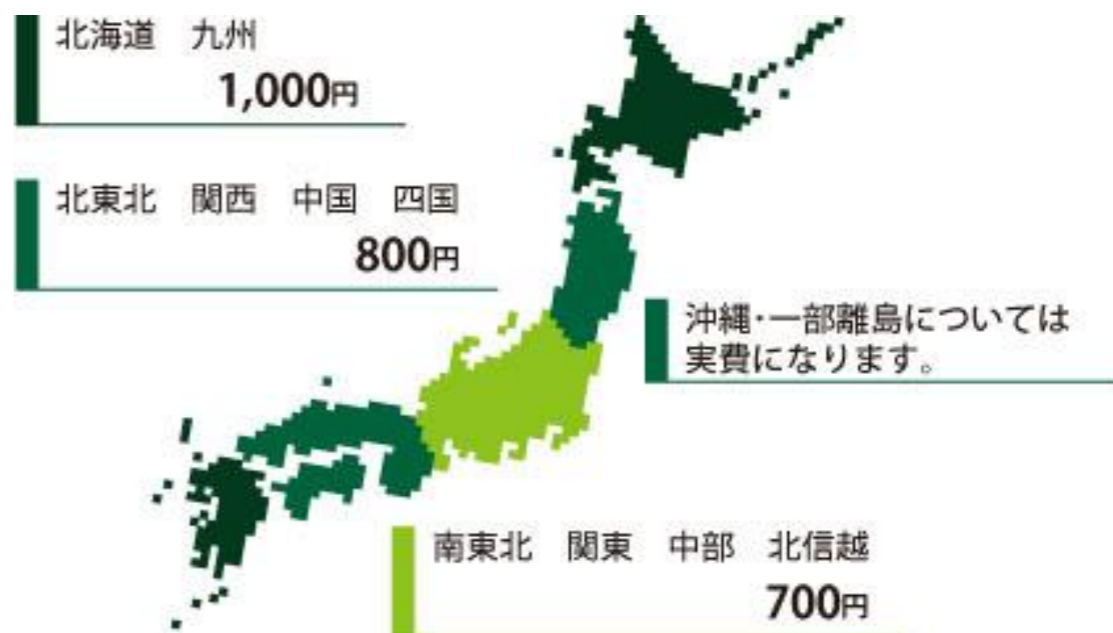 北海道 九州
1,000円
北東北 関西 中国 四国
800円
沖縄･一部離島については
実費になります。
南東北 関東 中部 北信越
700円